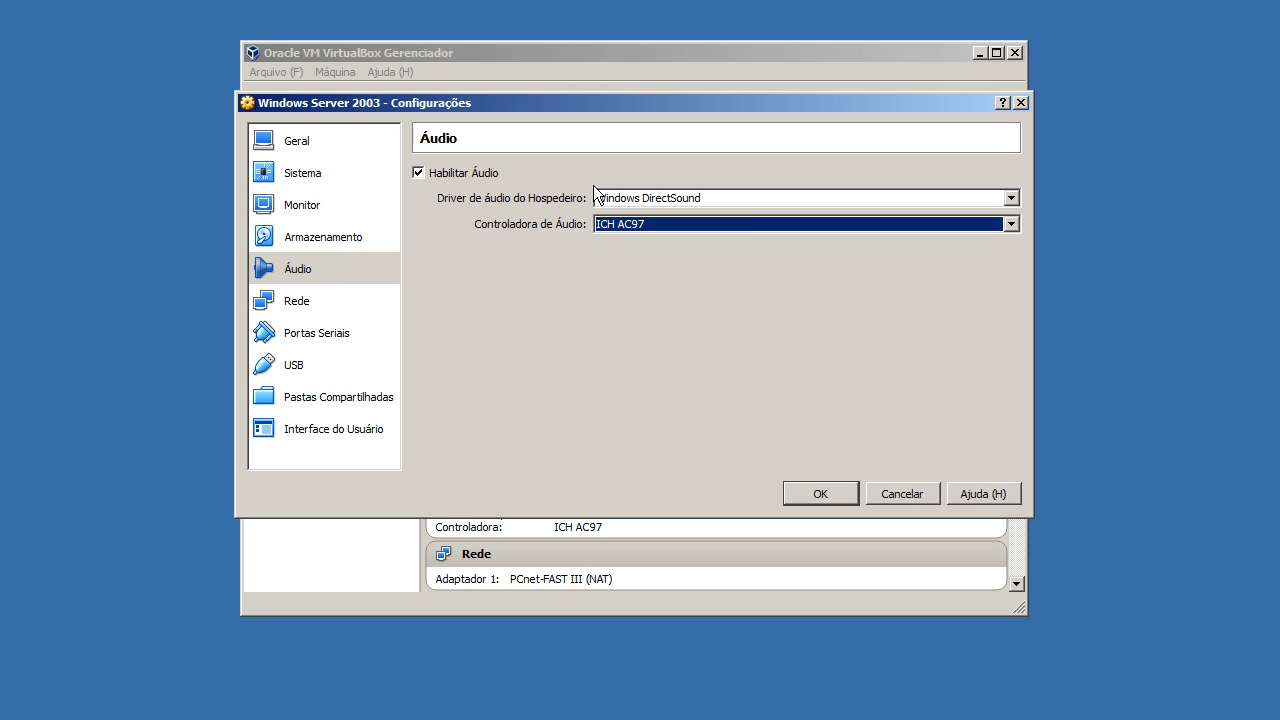 Oracle VM VirtualBox Gerenciador
Arquivo (F) Máquina Ajuda (H)
Windows Server 2003 - Configurações
Geral
Sistema
Monitor
Armazenamento
Áudio
Rede
Portas Seriais
USB
Pastas Compartilhadas
Interface do Usuário
Áudio
Habilitar Áudio
Driver de áudio do Hospedeiro: Windows DirectSound
Controladora de Áudio: ICH AC97
OK Cancelar Ajuda (H)
Controladora: ICH AC97
Rede
Adaptador 1: PCnet-FAST III (NAT)